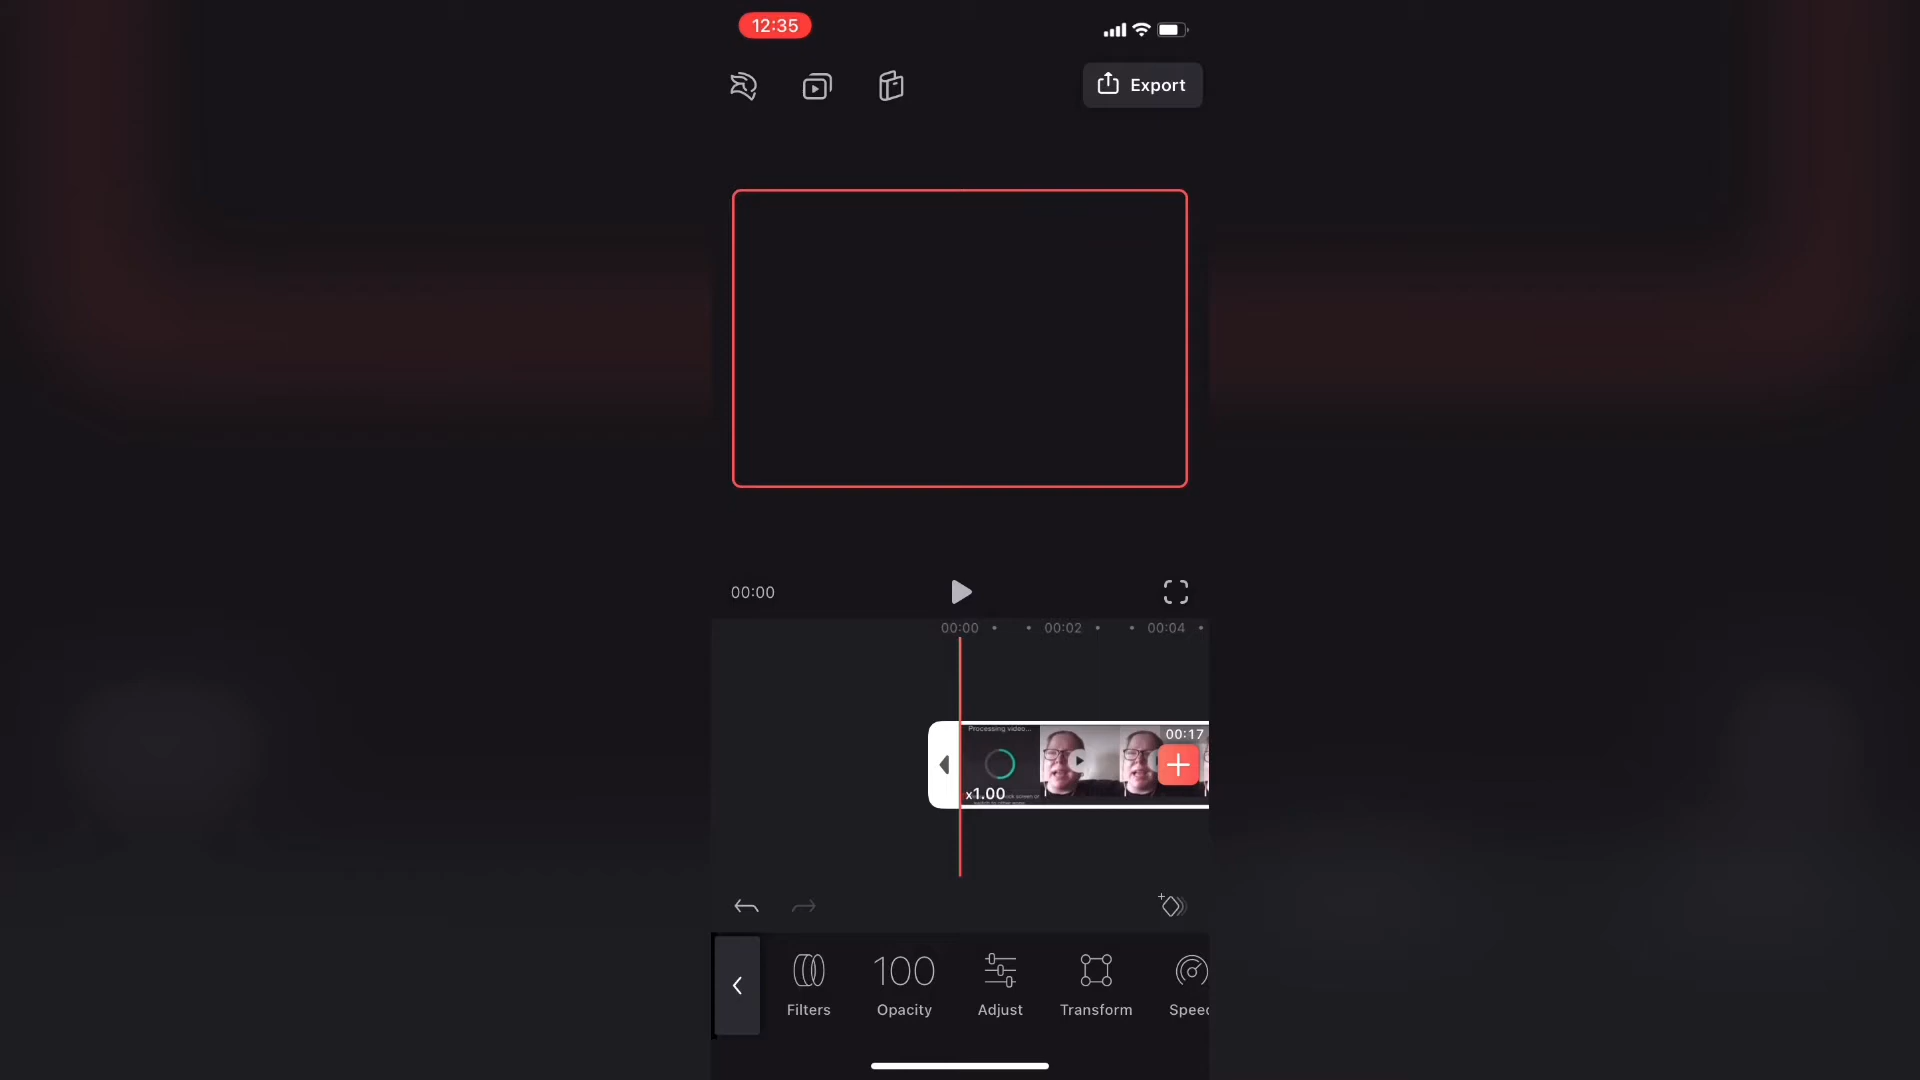 12:35
Export
00:00
00:00 00:02 00:04
Processing video...
00:17
x1.00
100
Filters Opacity Adjust Transform Speed